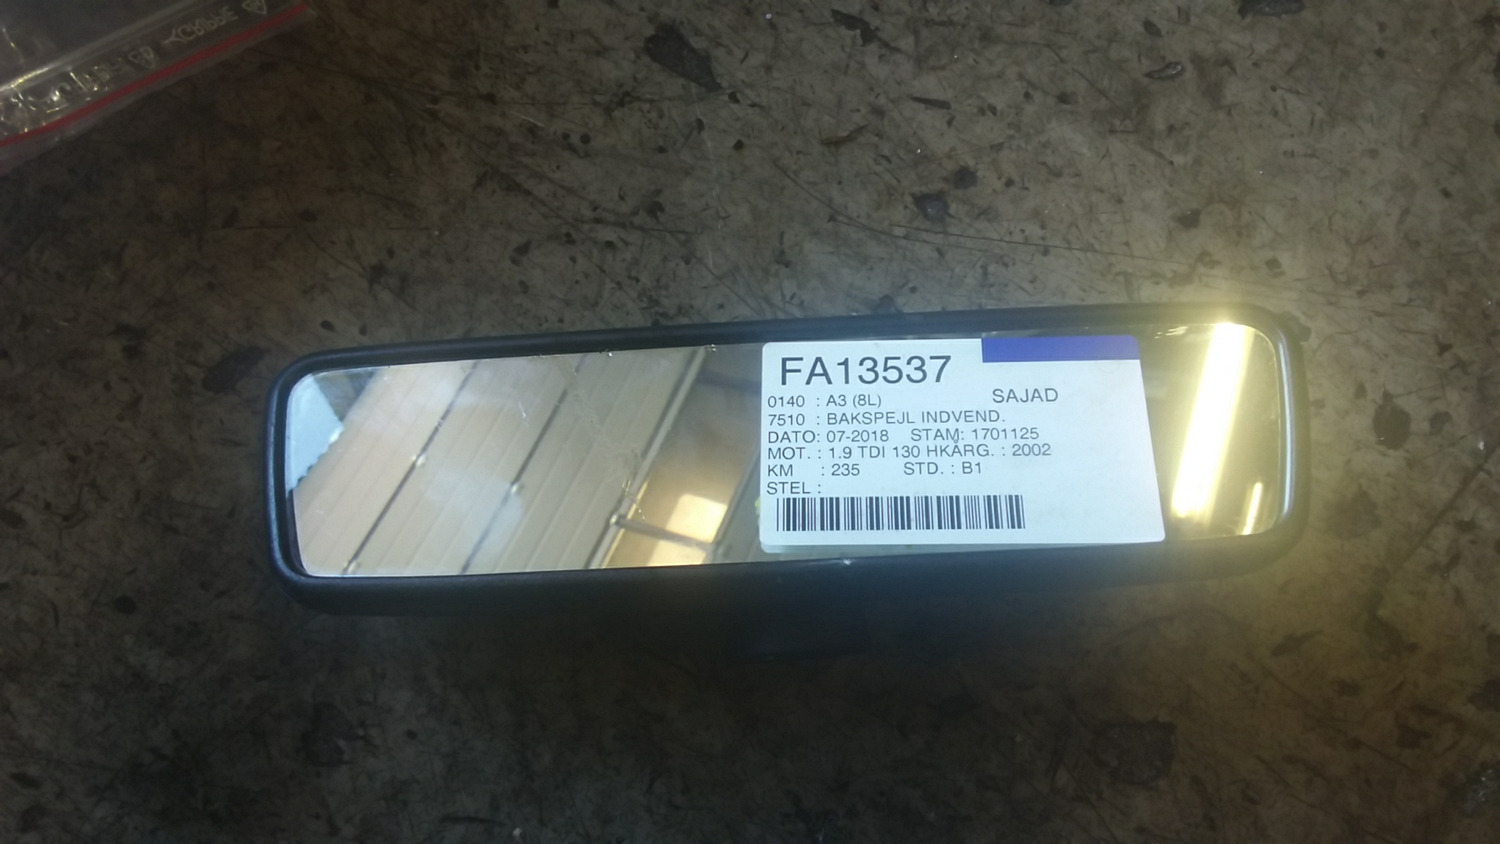 FA13537
0140 : A3 (8L) SAJAD
7510 : BAKSPEJL INDVEND.
DATO: 07-2018 STAM: 1701125
MOT. : 1.9 TDI 130 HKÅRG. : 2002
KM : 235 STD. : B1
STEL :